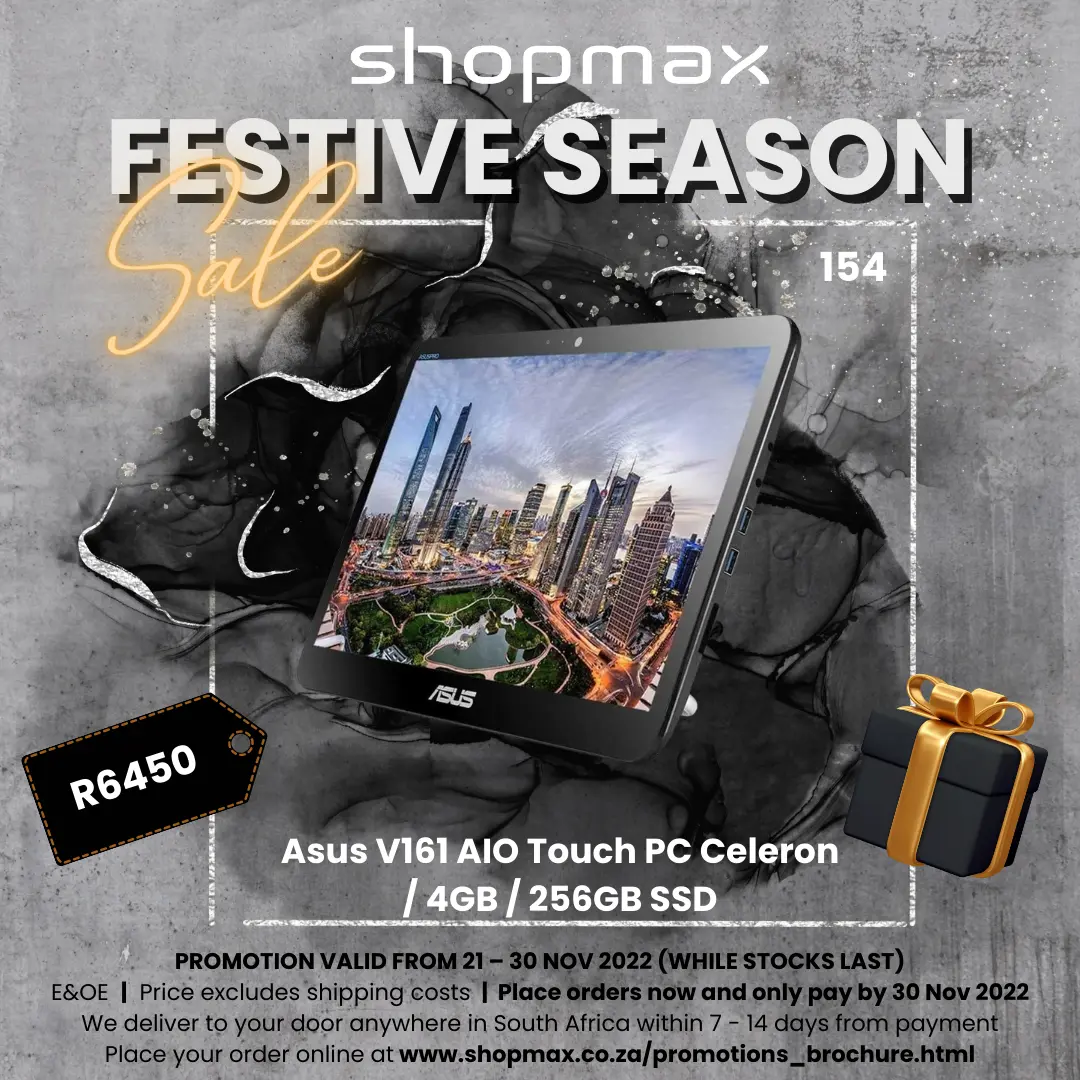 shopmax
FESTIVE SEASON
Sale
154
ASUSPRO
ASUS
R6450
Asus V161 AIO Touch PC Celeron
/ 4GB / 256GB SSD
PROMOTION VALID FROM 21 – 30 NOV 2022 (WHILE STOCKS LAST)
E&OE | Price excludes shipping costs | Place orders now and only pay by 30 Nov 2022
We deliver to your door anywhere in South Africa within 7 - 14 days from payment
Place your order online at www.shopmax.co.za/promotions_brochure.html